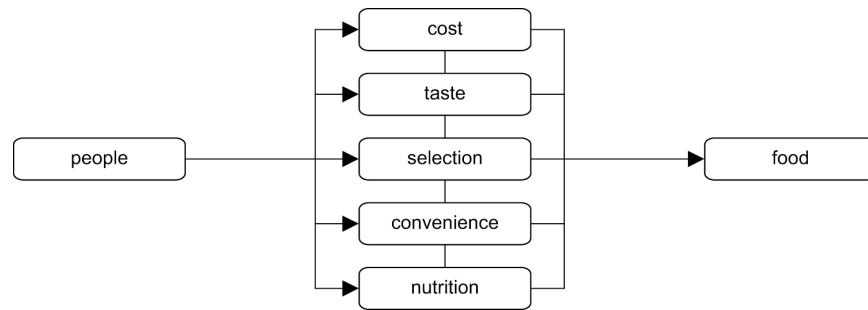 people
cost
taste
selection
convenience
nutrition
food